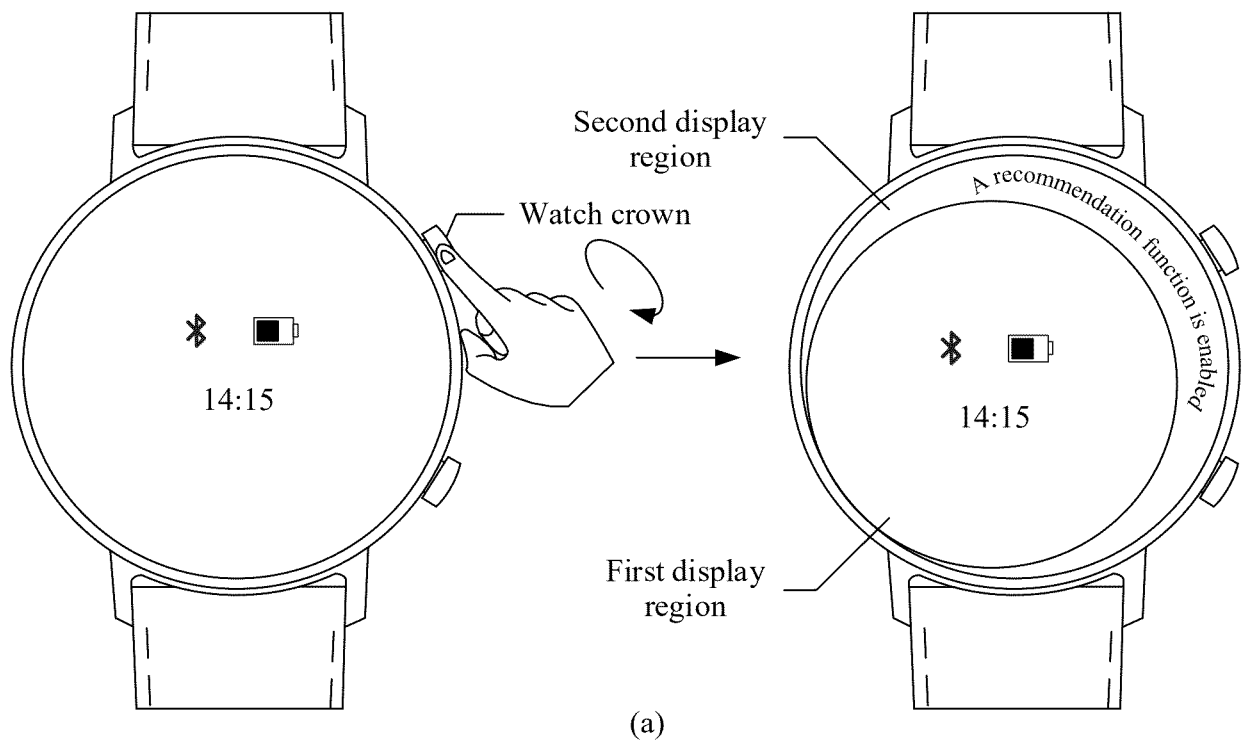 Second display
region
A recommendation function is enabled
Watch crown
14:15
14:15
First display
region
(a)